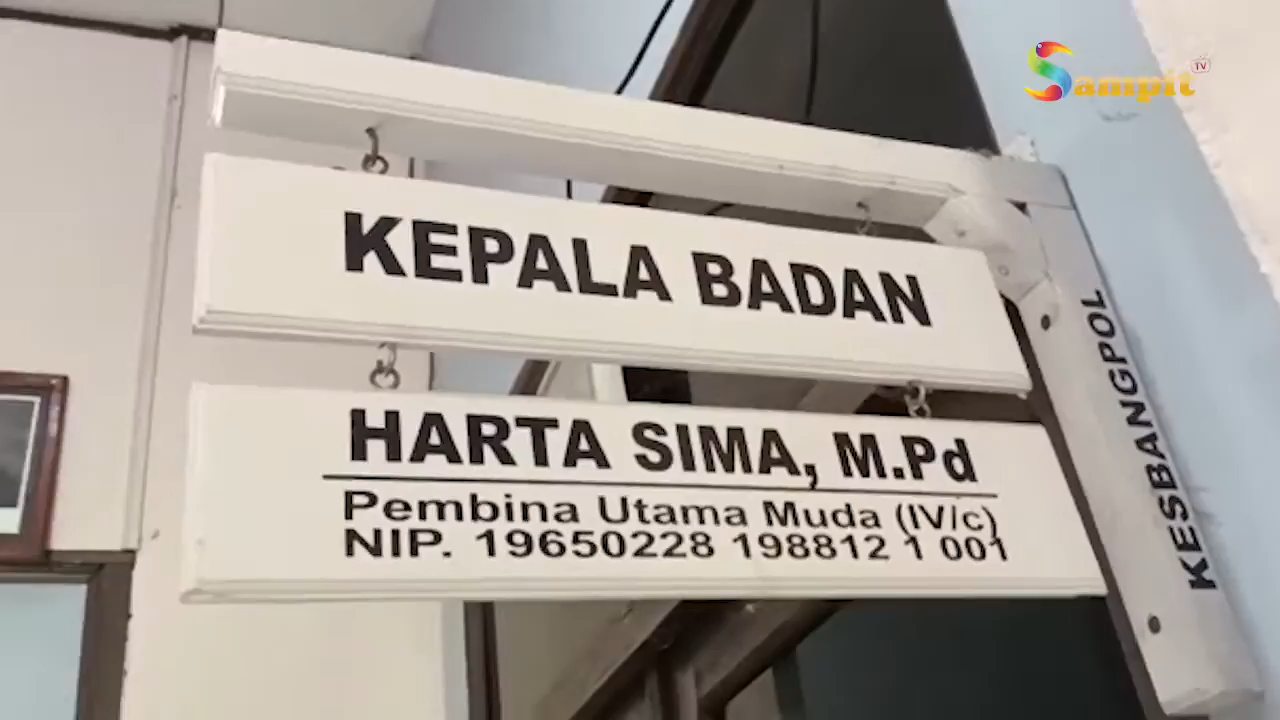 Sampit TV
KEPALA BADAN
HARTA SIMA, M.Pd
Pembina Utama Muda (IV/c)
NIP. 19650228 198812 1 001
KESBANGPOL